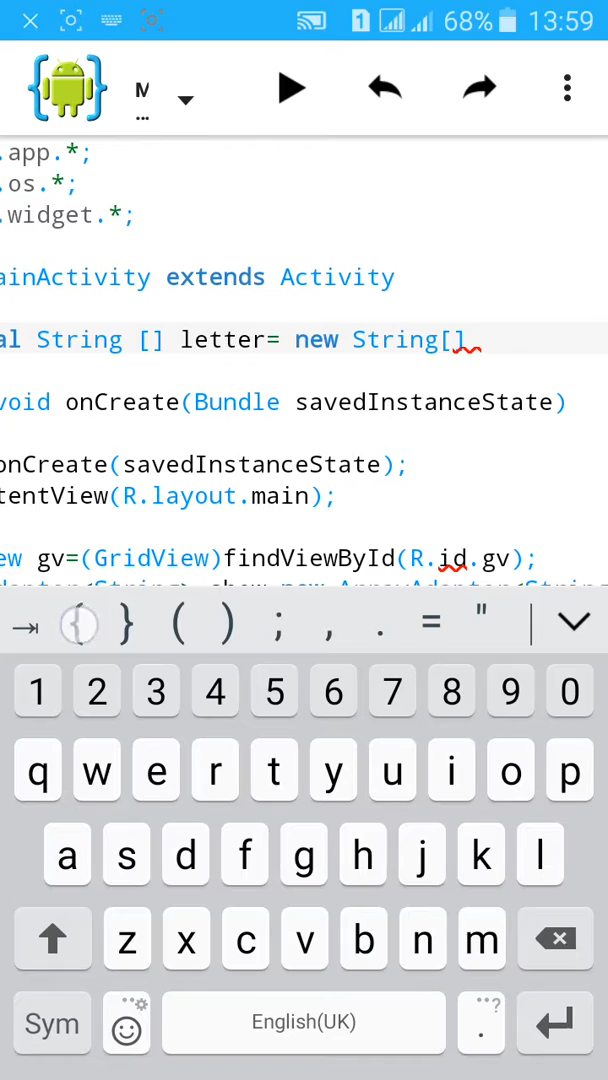 68% 13:59
M
...
.app.*;
.os.*;
.widget.*;
ainActivity extends Activity
al String [] letter= new String[]
void onCreate(Bundle savedInstanceState)
onCreate(savedInstanceState);
tentView(R.layout.main);
ew gv=(GridView)findViewById(R.id.gv);
{ } ( ) ; , . = "
1 2 3 4 5 6 7 8 9 0
q w e r t y u i o p
a s d f g h j k l
z x c v b n m
Sym English(UK) . ?